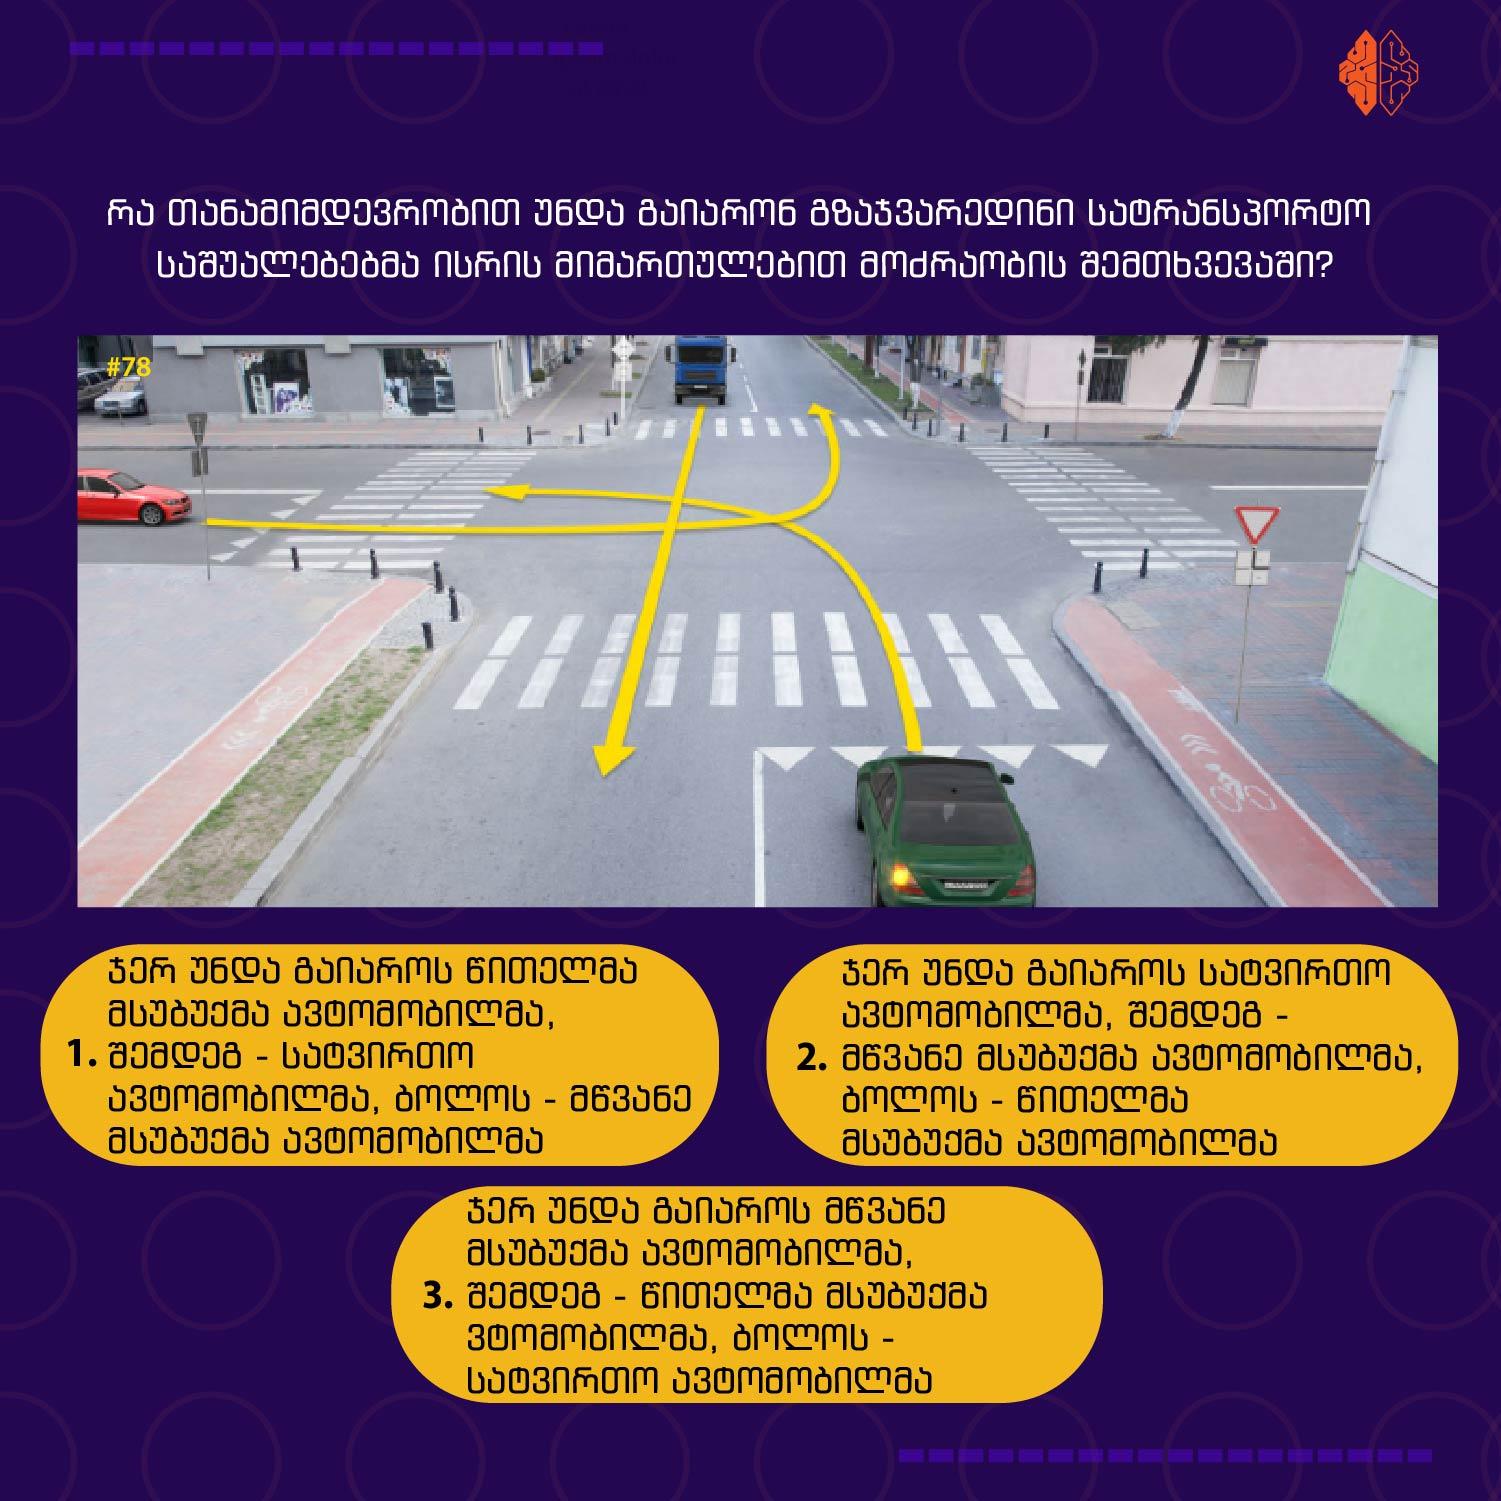 რა თანამიმდევრობით უნდა გაიარონ გზაჯვარედინი სატრანსპორტო
საშუალებებმა ისრის მიმართულებით მოძრაობის შემთხვევაში?
#78
ჯერ უნდა გაიაროს წითელმა
მსუბუქმა ავტომობილმა,
1. შემდეგ - სატვირთო
ავტომობილმა, ბოლოს - მწვანე
მსუბუქმა ავტომობილმა
ჯერ უნდა გაიაროს სატვირთო
ავტომობილმა, შემდეგ -
2. მწვანე მსუბუქმა ავტომობილმა,
ბოლოს - წითელმა
მსუბუქმა ავტომობილმა
ჯერ უნდა გაიაროს მწვანე
მსუბუქმა ავტომობილმა,
3. შემდეგ - წითელმა მსუბუქმა
ვტომობილმა, ბოლოს -
სატვირთო ავტომობილმა